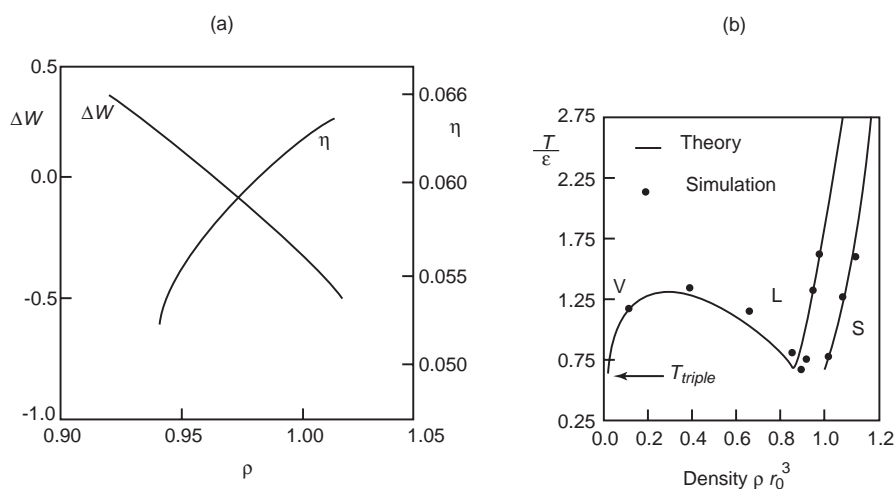 (a)
0.5
ΔW
ΔW
0.0
-0.5
-1.0
0.90
0.95
1.00
1.05
ρ
η
0.066
η
0.060
0.055
0.050
(b)
2.75
T/ε
2.25
1.75
1.25
0.75
0.25
Theory
Simulation
V
L
S
T_triple
0.0
0.2
0.4
0.6
0.8
1.0
1.2
Density ρ r₀³